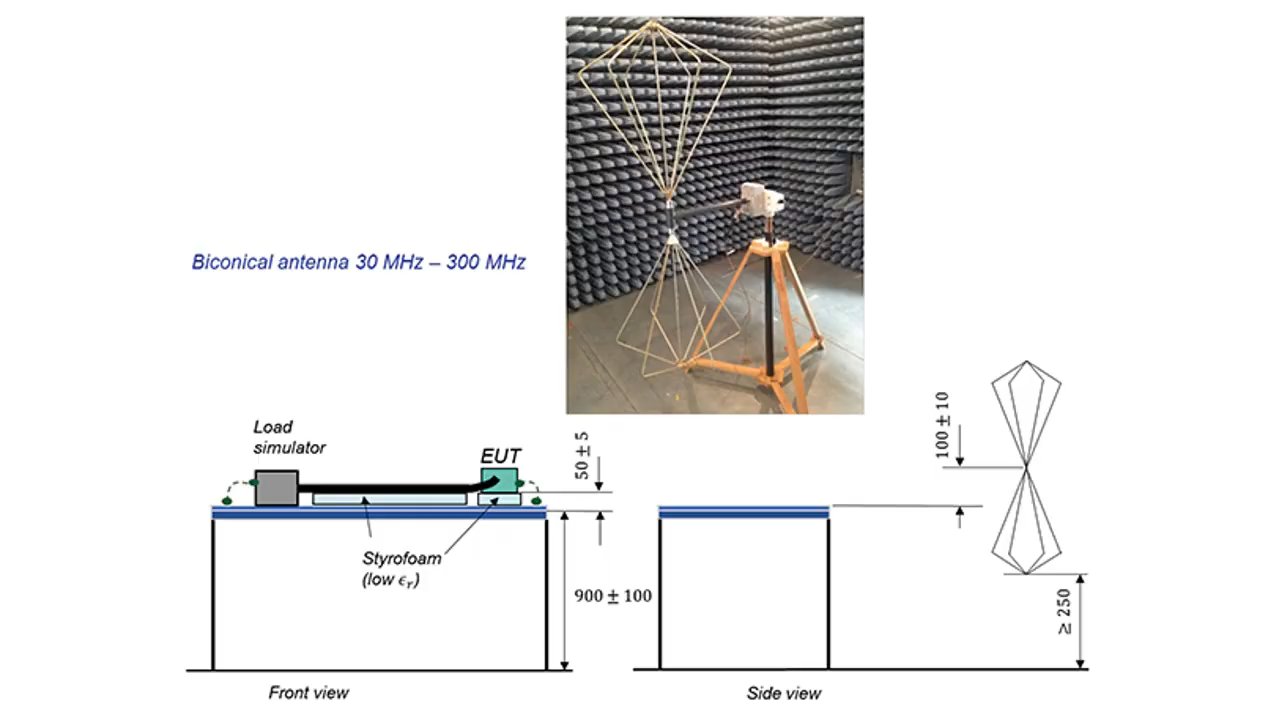 Biconical antenna 30 MHz – 300 MHz
Load
simulator
EUT
50 ± 5
Styrofoam
(low ϵᵣ)
900 ± 100
Front view
100 ± 10
≥ 250
Side view